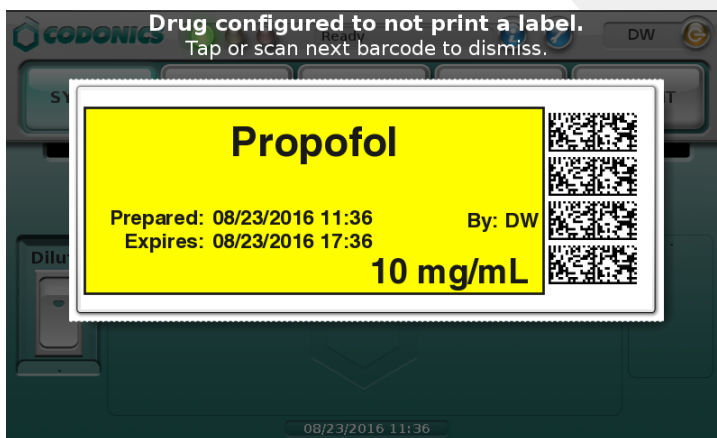 Drug configured to not print a label.
Tap or scan next barcode to dismiss.
CODONICS
Ready
DW
SY
T
Propofol
Prepared: 08/23/2016 11:36
By: DW
Expires: 08/23/2016 17:36
10 mg/mL
Dilu
08/23/2016 11:36